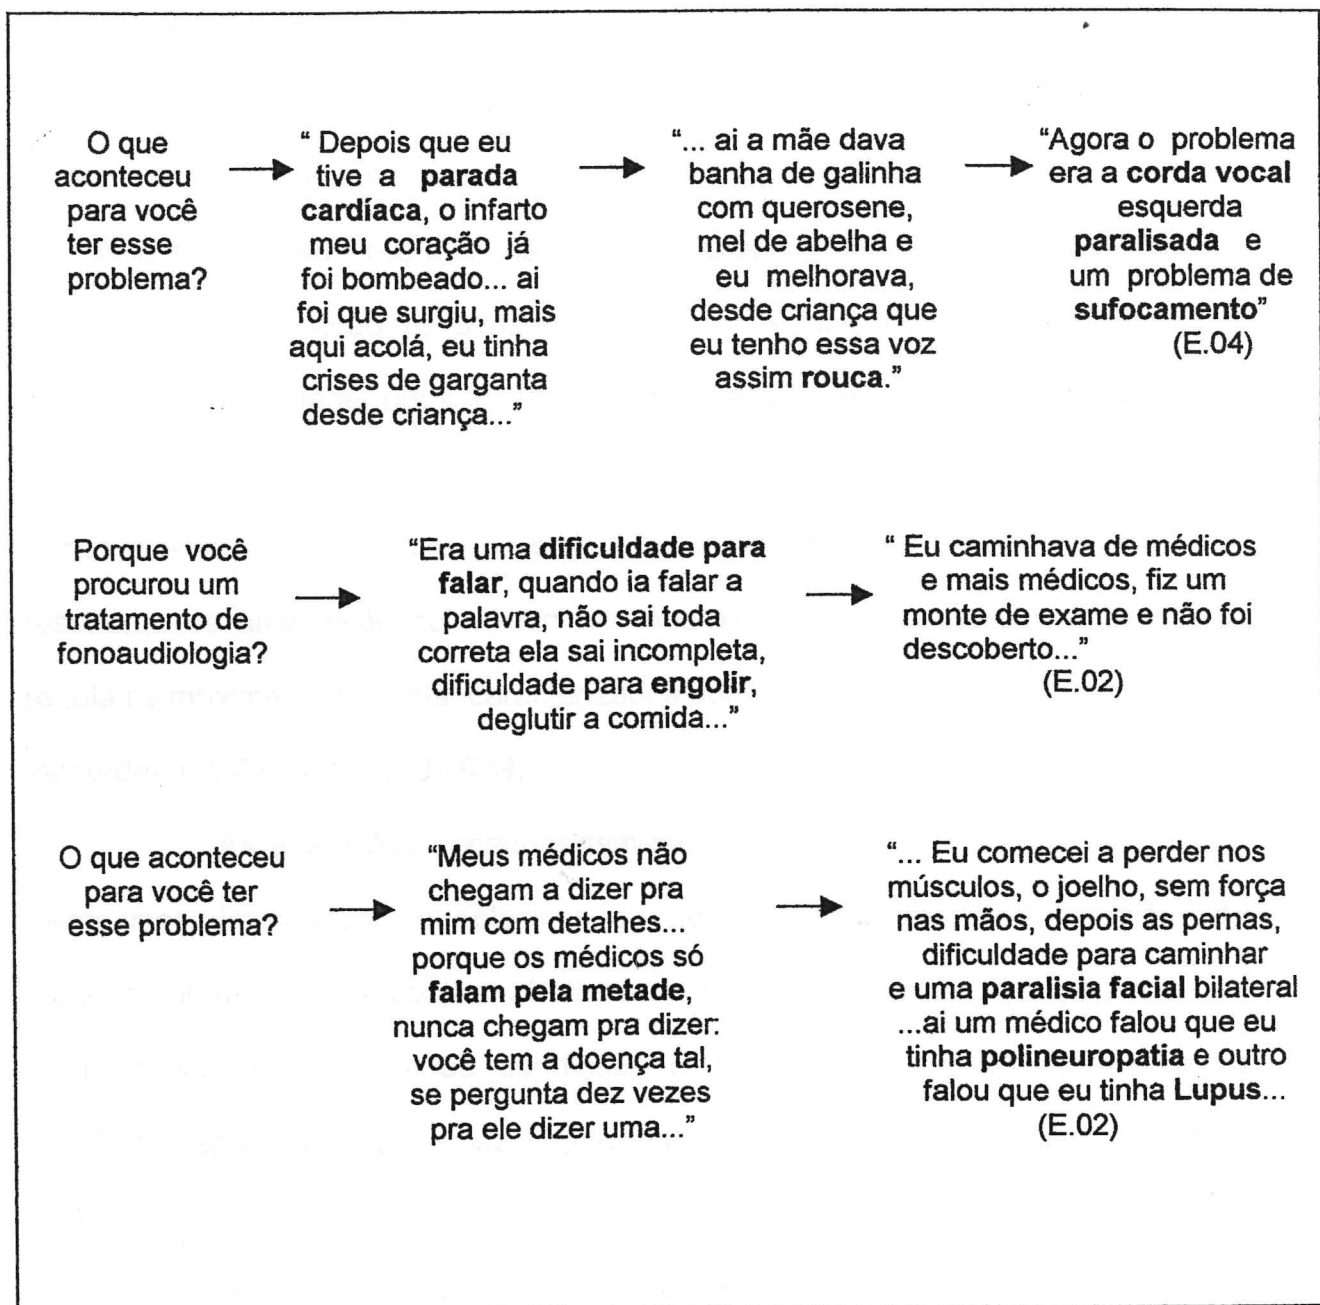 O que
aconteceu
para você
ter esse
problema?
“ Depois que eu
tive a parada
cardíaca, o infarto
meu coração já
foi bombeado... ai
foi que surgiu, mais
aqui acolá, eu tinha
crises de garganta
desde criança...”
“... ai a mãe dava
banha de galinha
com querosene,
mel de abelha e
eu melhorava,
desde criança que
eu tenho essa voz
assim rouca.”
“Agora o problema
era a corda vocal
esquerda
paralisada e
um problema de
sufocamento”
(E.04)
Porque você
procurou um
tratamento de
fonoaudiologia?
“Era uma dificuldade para
falar, quando ia falar a
palavra, não sai toda
correta ela sai incompleta,
dificuldade para engolir,
deglutir a comida...”
“ Eu caminhava de médicos
e mais médicos, fiz um
monte de exame e não foi
descoberto...”
(E.02)
O que aconteceu
para você ter
esse problema?
“Meus médicos não
chegam a dizer pra
mim com detalhes...
porque os médicos só
falam pela metade,
nunca chegam pra dizer:
você tem a doença tal,
se pergunta dez vezes
pra ele dizer uma...”
“... Eu comecei a perder nos
músculos, o joelho, sem força
nas mãos, depois as pernas,
dificuldade para caminhar
e uma paralisia facial bilateral
...ai um médico falou que eu
tinha polineuropatia e outro
falou que eu tinha Lupus...
(E.02)